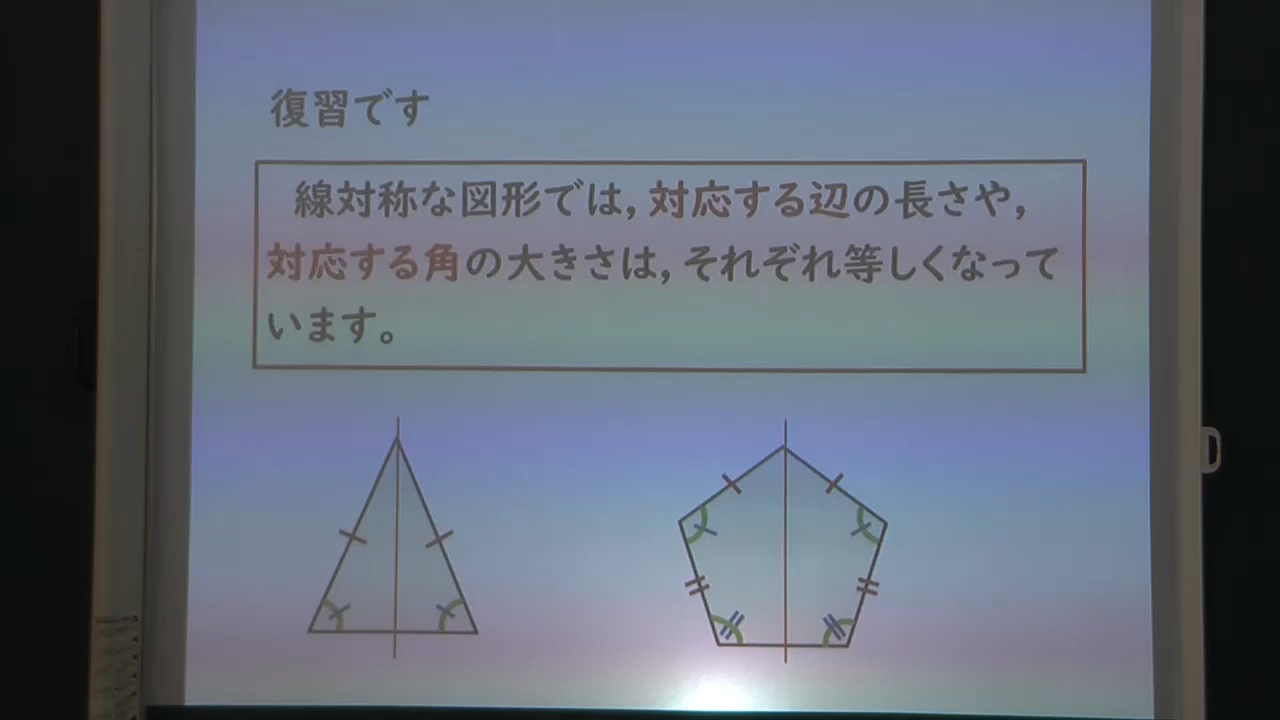 復習です
線対称な図形では，対応する辺の長さや，
対応する角の大きさは，それぞれ等しくなって
います。